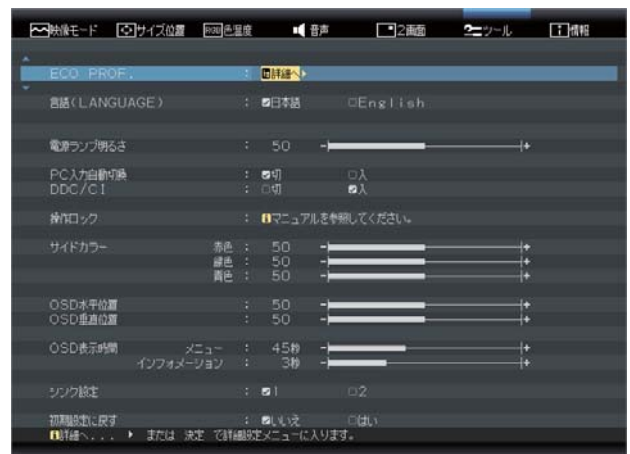 映像モード サイズ位置 RGB色温度 音声 2画面 ツール 情報
ECO PROF. : 詳細へ
言語(LANGUAGE) : 日本語 English
電源ランプ明るさ : 50 - +
PC入力自動切換 : 切 入
DDC/CI : 切 入
操作ロック : マニュアルを参照してください。
サイドカラー 赤色 : 50 - +
緑色 : 50 - +
青色 : 50 - +
OSD水平位置 : 50 - +
OSD垂直位置 : 50 - +
OSD表示時間 メニュー : 45秒 - +
インフォメーション : 3秒 - +
シンク設定 : 1 2
初期設定に戻す : いいえ はい
詳細へ... または 決定 で詳細設定メニューに入ります。